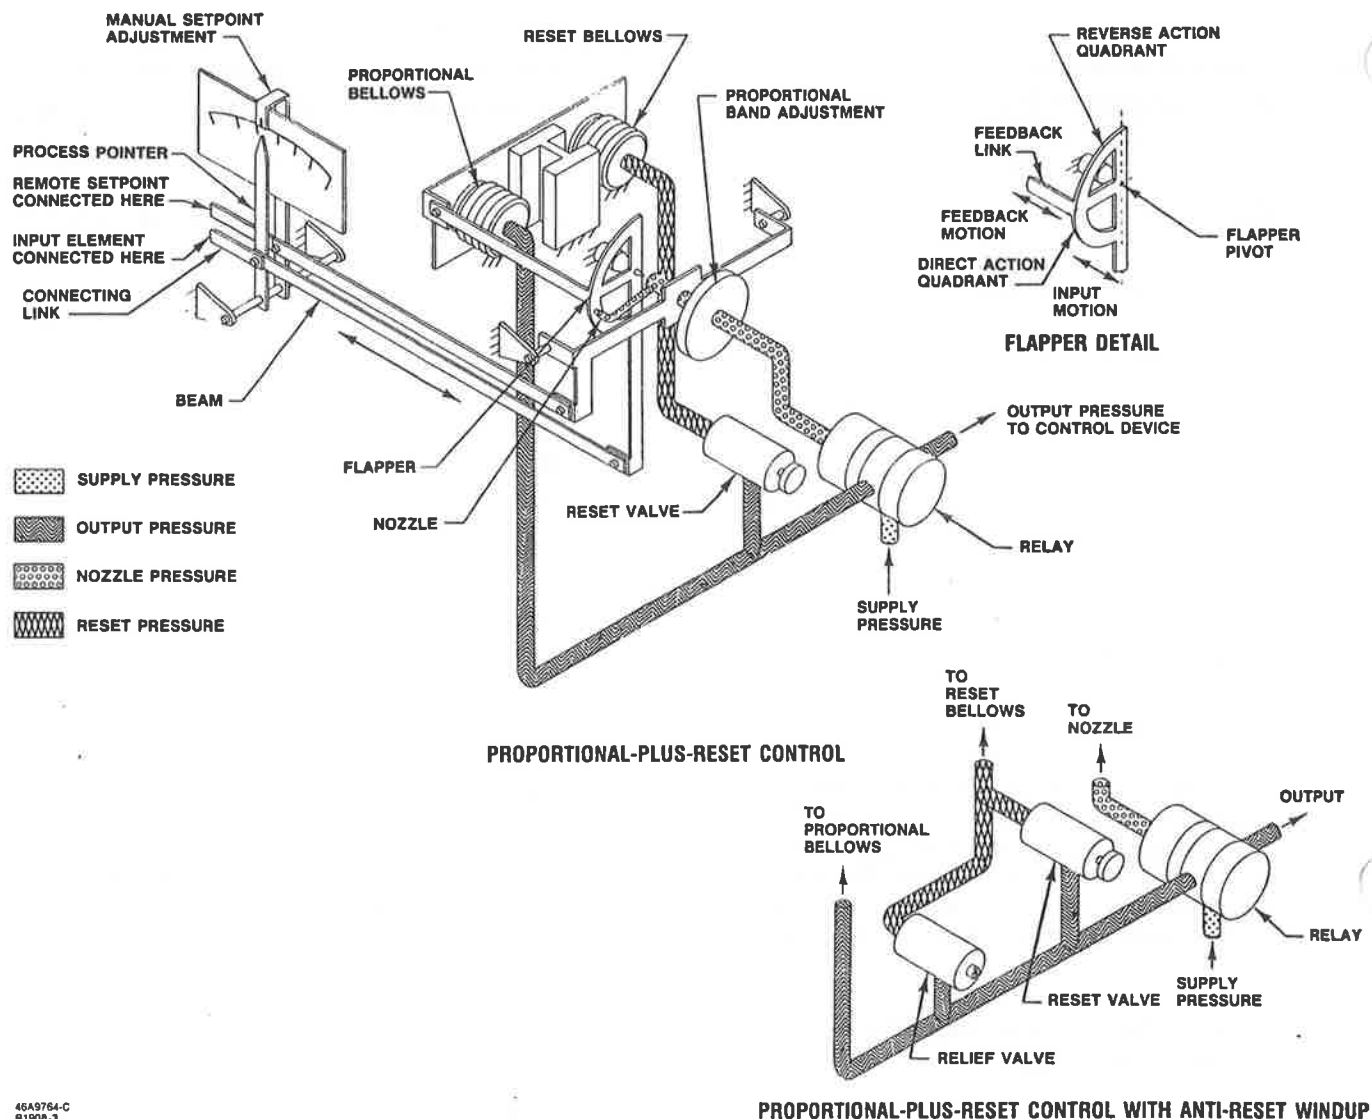 MANUAL SETPOINT
ADJUSTMENT
RESET BELLOWS
PROPORTIONAL
BELLOWS
PROPORTIONAL
BAND ADJUSTMENT
PROCESS POINTER
REMOTE SETPOINT
CONNECTED HERE
INPUT ELEMENT
CONNECTED HERE
CONNECTING
LINK
BEAM
FLAPPER
NOZZLE
RESET VALVE
RELAY
SUPPLY
PRESSURE
OUTPUT PRESSURE
TO CONTROL DEVICE
REVERSE ACTION
QUADRANT
FEEDBACK
LINK
FEEDBACK
MOTION
DIRECT ACTION
QUADRANT
INPUT
MOTION
FLAPPER
PIVOT
FLAPPER DETAIL
SUPPLY PRESSURE
OUTPUT PRESSURE
NOZZLE PRESSURE
RESET PRESSURE
PROPORTIONAL-PLUS-RESET CONTROL
TO
RESET
BELLOWS
TO
NOZZLE
TO
PROPORTIONAL
BELLOWS
OUTPUT
RELAY
SUPPLY
PRESSURE
RESET VALVE
RELIEF VALVE
PROPORTIONAL-PLUS-RESET CONTROL WITH ANTI-RESET WINDUP
46A9764-C